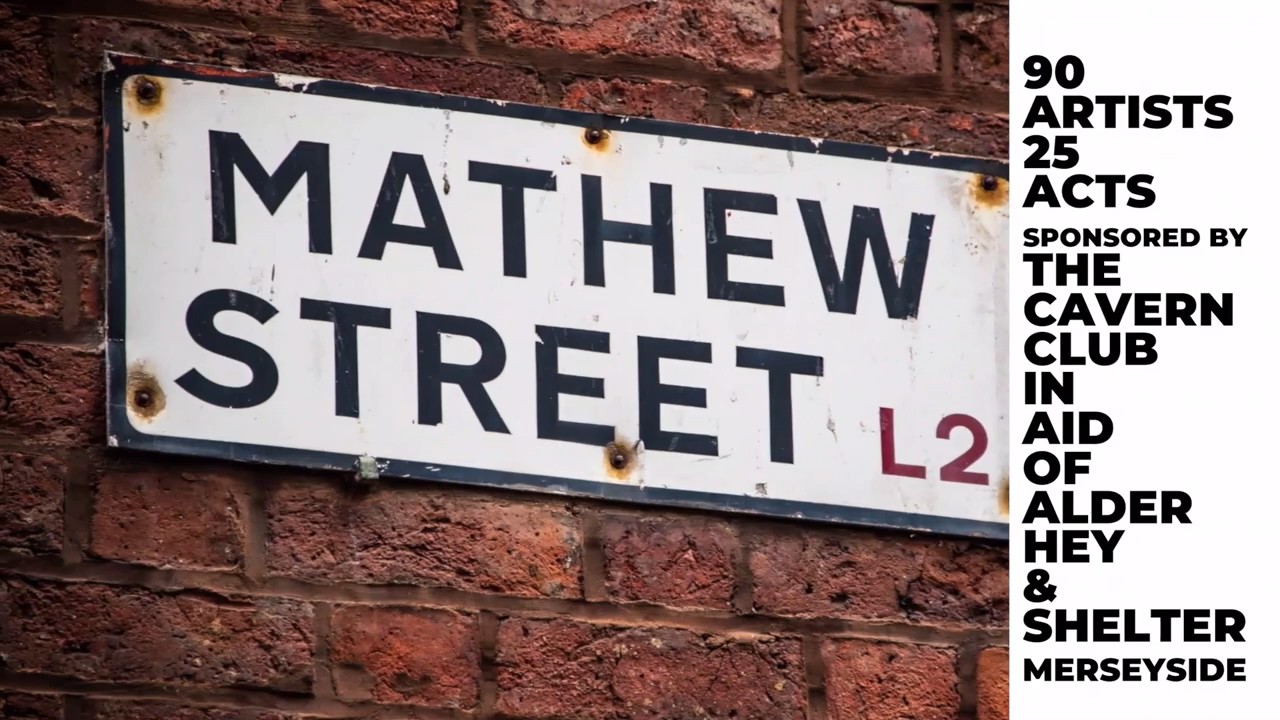 MATHEW
STREET
L2
90
ARTISTS
25
ACTS
SPONSORED BY
THE
CAVERN
CLUB
IN
AID
OF
ALDER
HEY
&
SHELTER
MERSEYSIDE